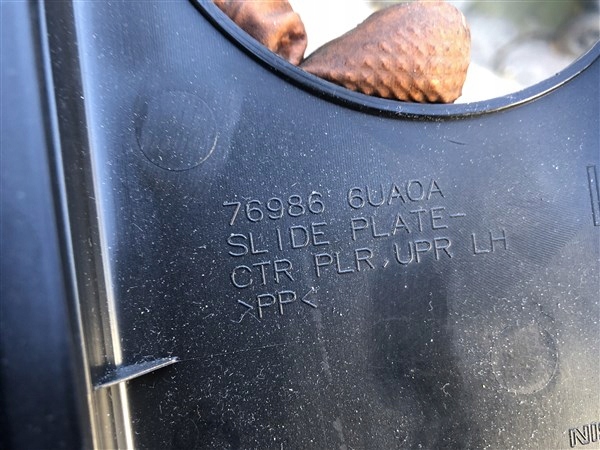 76986 6UA0A
SLIDE PLATE-
CTR PLR,UPR LH
>PP<